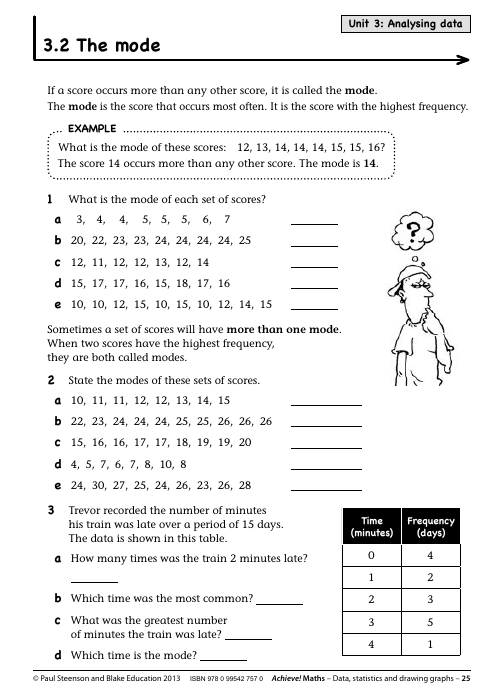 Unit 3: Analysing data
3.2 The mode
If a score occurs more than any other score, it is called the mode.
The mode is the score that occurs most often. It is the score with the highest frequency.
EXAMPLE
What is the mode of these scores: 12, 13, 14, 14, 14, 15, 15, 16?
The score 14 occurs more than any other score. The mode is 14.
1 What is the mode of each set of scores?
a 3, 4, 4, 5, 5, 5, 6, 7
b 20, 22, 23, 23, 24, 24, 24, 24, 25
c 12, 11, 12, 12, 13, 12, 14
d 15, 17, 17, 16, 15, 18, 17, 16
e 10, 10, 12, 15, 10, 15, 10, 12, 14, 15
?
Sometimes a set of scores will have more than one mode.
When two scores have the highest frequency,
they are both called modes.
2 State the modes of these sets of scores.
a 10, 11, 11, 12, 12, 13, 14, 15
b 22, 23, 24, 24, 24, 25, 25, 26, 26, 26
c 15, 16, 16, 17, 17, 18, 19, 19, 20
d 4, 5, 7, 6, 7, 8, 10, 8
e 24, 30, 27, 25, 24, 26, 23, 26, 28
3 Trevor recorded the number of minutes
his train was late over a period of 15 days.
The data is shown in this table.
a How many times was the train 2 minutes late?
b Which time was the most common?
c What was the greatest number
of minutes the train was late?
d Which time is the mode?
Time Frequency
(minutes) (days)
0 4
1 2
2 3
3 5
4 1
© Paul Steenson and Blake Education 2013 ISBN 978 0 99542 757 0 Achieve! Maths – Data, statistics and drawing graphs – 25